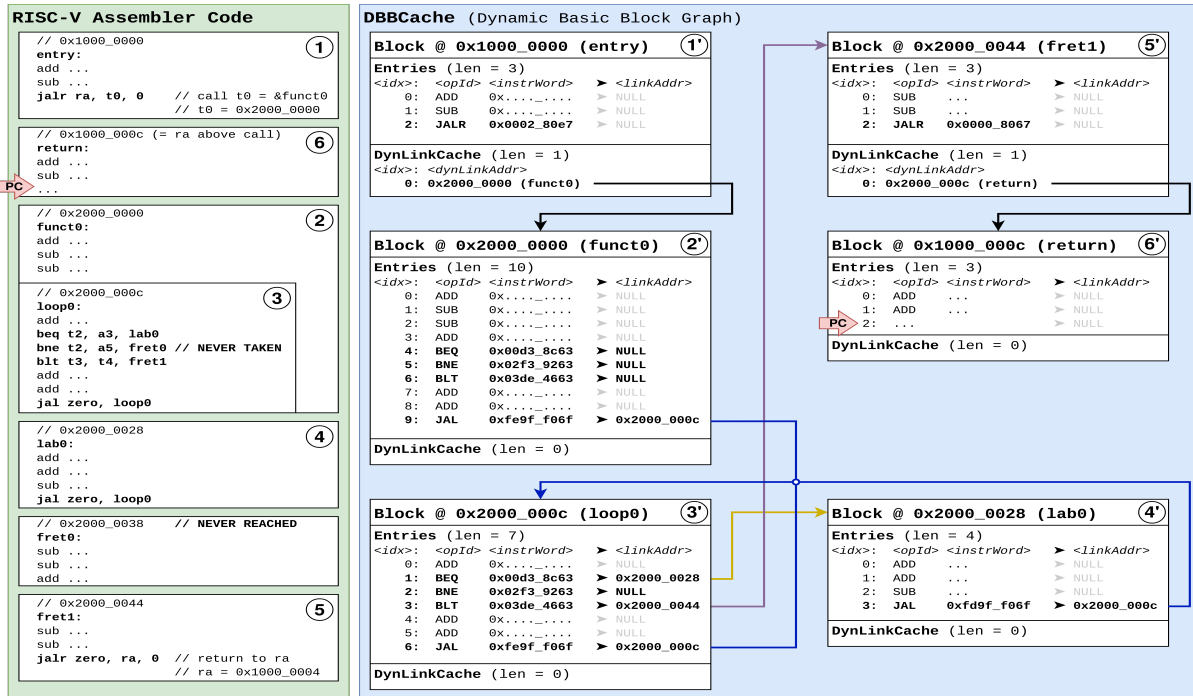 RISC-V Assembler Code
// 0x1000_0000
1
entry:
add ...
sub ...
jalr ra, t0, 0 // call t0 = &funct0
// t0 = 0x2000_0000
// 0x1000_000c (= ra above call)
6
return:
add ...
sub ...
PC
...
// 0x2000_0000
2
funct0:
add ...
sub ...
sub ...
// 0x2000_000c
3
loop0:
add ...
beq t2, a3, lab0
bne t2, a5, fret0 // NEVER TAKEN
blt t3, t4, fret1
add ...
add ...
jal zero, loop0
// 0x2000_0028
4
lab0:
add ...
add ...
sub ...
jal zero, loop0
// 0x2000_0038 // NEVER REACHED
fret0:
sub ...
sub ...
add ...
// 0x2000_0044
5
fret1:
sub ...
sub ...
jalr zero, ra, 0 // return to ra
// ra = 0x1000_0004
DBBCache (Dynamic Basic Block Graph)
Block @ 0x1000_0000 (entry) 1'
Entries (len = 3)
<idx>: <opId> <instrWord> ➤ <linkAddr>
0: ADD 0x...._.... ➤ NULL
1: SUB 0x...._.... ➤ NULL
2: JALR 0x0002_80e7 ➤ NULL
DynLinkCache (len = 1)
<idx>: <dynLinkAddr>
0: 0x2000_0000 (funct0)
Block @ 0x2000_0000 (funct0) 2'
Entries (len = 10)
<idx>: <opId> <instrWord> ➤ <linkAddr>
0: ADD 0x...._.... ➤ NULL
1: SUB 0x...._.... ➤ NULL
2: SUB 0x...._.... ➤ NULL
3: ADD 0x...._.... ➤ NULL
4: BEQ 0x00d3_8c63 ➤ NULL
5: BNE 0x02f3_9263 ➤ NULL
6: BLT 0x03de_4663 ➤ NULL
7: ADD 0x...._.... ➤ NULL
8: ADD 0x...._.... ➤ NULL
9: JAL 0xfe9f_f06f ➤ 0x2000_000c
DynLinkCache (len = 0)
Block @ 0x2000_000c (loop0) 3'
Entries (len = 7)
<idx>: <opId> <instrWord> ➤ <linkAddr>
0: ADD 0x...._.... ➤ NULL
1: BEQ 0x00d3_8c63 ➤ 0x2000_0028
2: BNE 0x02f3_9263 ➤ NULL
3: BLT 0x03de_4663 ➤ 0x2000_0044
4: ADD 0x...._.... ➤ NULL
5: ADD 0x...._.... ➤ NULL
6: JAL 0xfe9f_f06f ➤ 0x2000_000c
DynLinkCache (len = 0)
Block @ 0x2000_0044 (fret1) 5'
Entries (len = 3)
<idx>: <opId> <instrWord> ➤ <linkAddr>
0: SUB ... ➤ NULL
1: SUB ... ➤ NULL
2: JALR 0x0000_8067 ➤ NULL
DynLinkCache (len = 1)
<idx>: <dynLinkAddr>
0: 0x2000_000c (return)
Block @ 0x1000_000c (return) 6'
Entries (len = 3)
<idx>: <opId> <instrWord> ➤ <linkAddr>
0: ADD ... ➤ NULL
1: ADD ... ➤ NULL
PC 2: ... ➤ NULL
DynLinkCache (len = 0)
Block @ 0x2000_0028 (lab0) 4'
Entries (len = 4)
<idx>: <opId> <instrWord> ➤ <linkAddr>
0: ADD ... ➤ NULL
1: ADD ... ➤ NULL
2: SUB ... ➤ NULL
3: JAL 0xfd9f_f06f ➤ 0x2000_000c
DynLinkCache (len = 0)